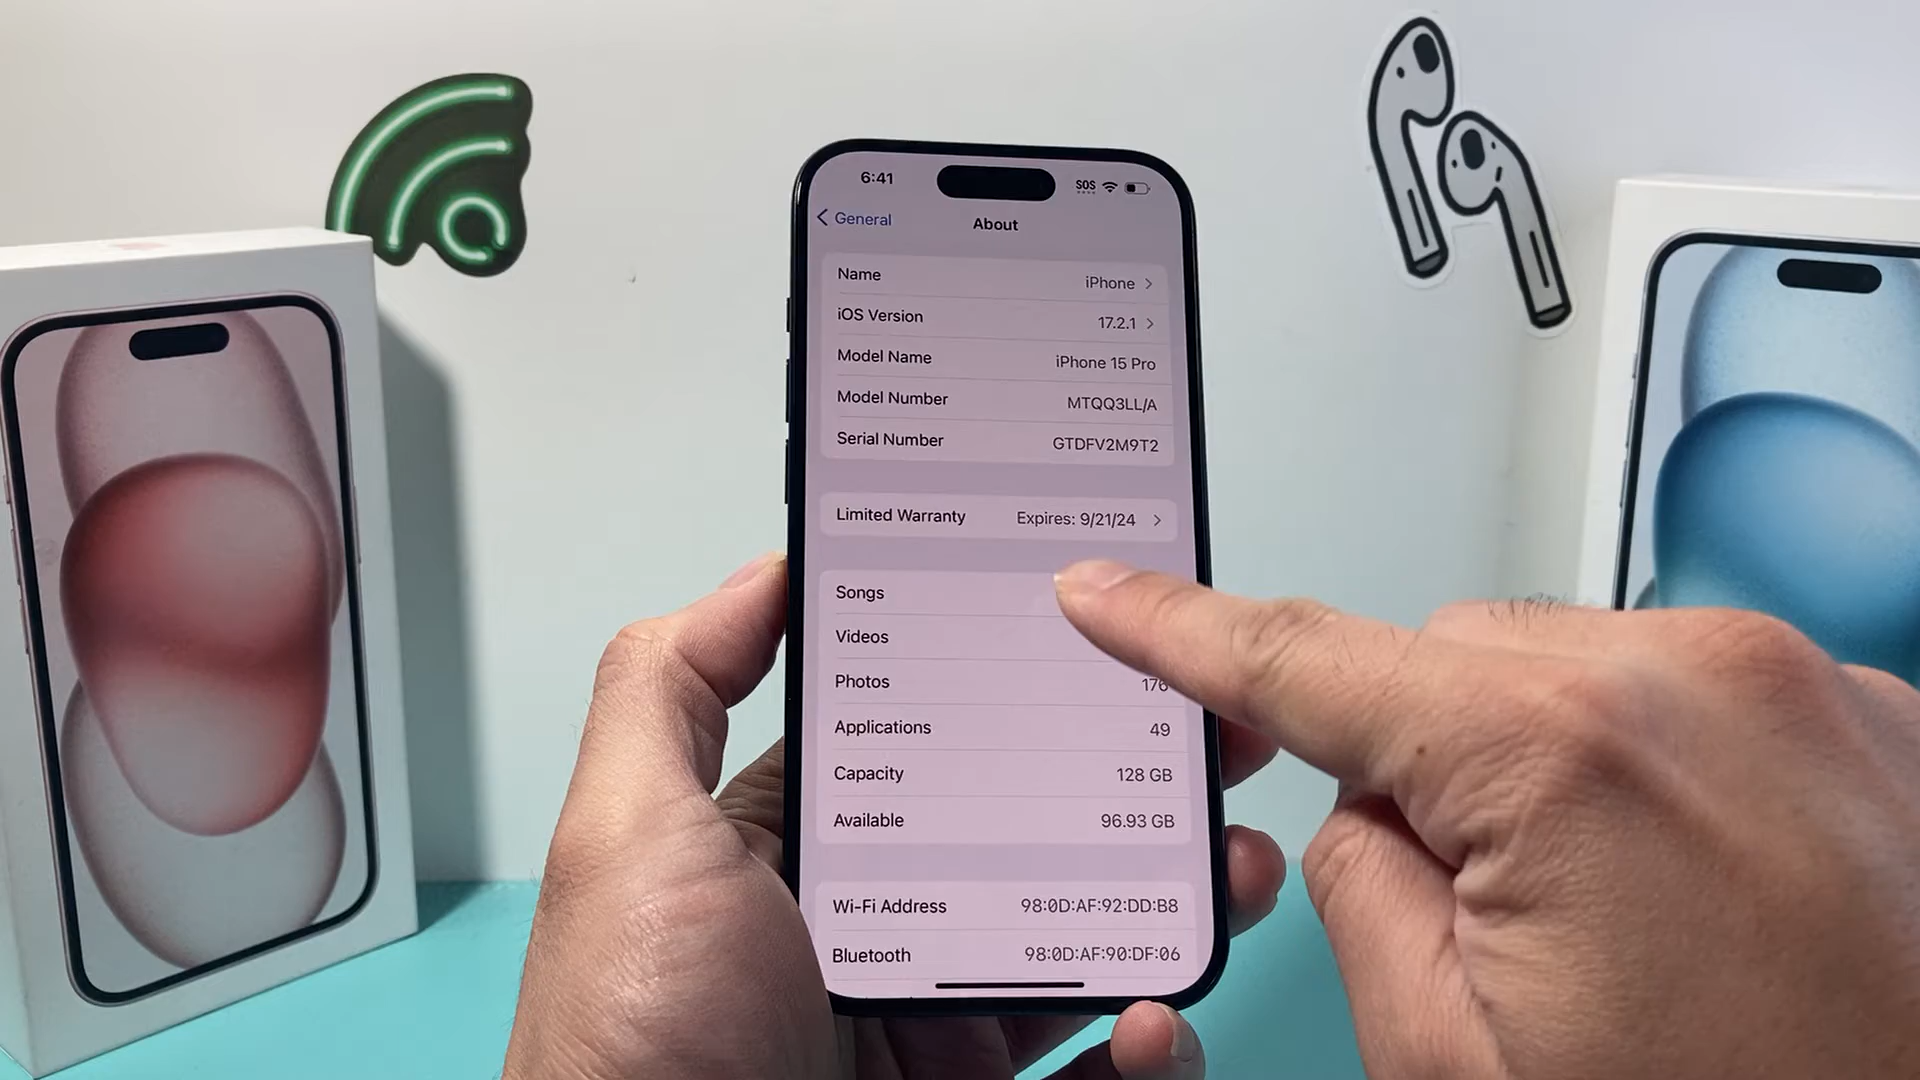 6:41 SOS
General
About
Name iPhone
iOS Version 17.2.1
Model Name iPhone 15 Pro
Model Number MTQQ3LL/A
Serial Number GTDFV2M9T2
Limited Warranty Expires: 9/21/24
Songs
Videos
Photos 176
Applications 49
Capacity 128 GB
Available 96.93 GB
Wi-Fi Address 98:0D:AF:92:DD:B8
Bluetooth 98:0D:AF:90:DF:06